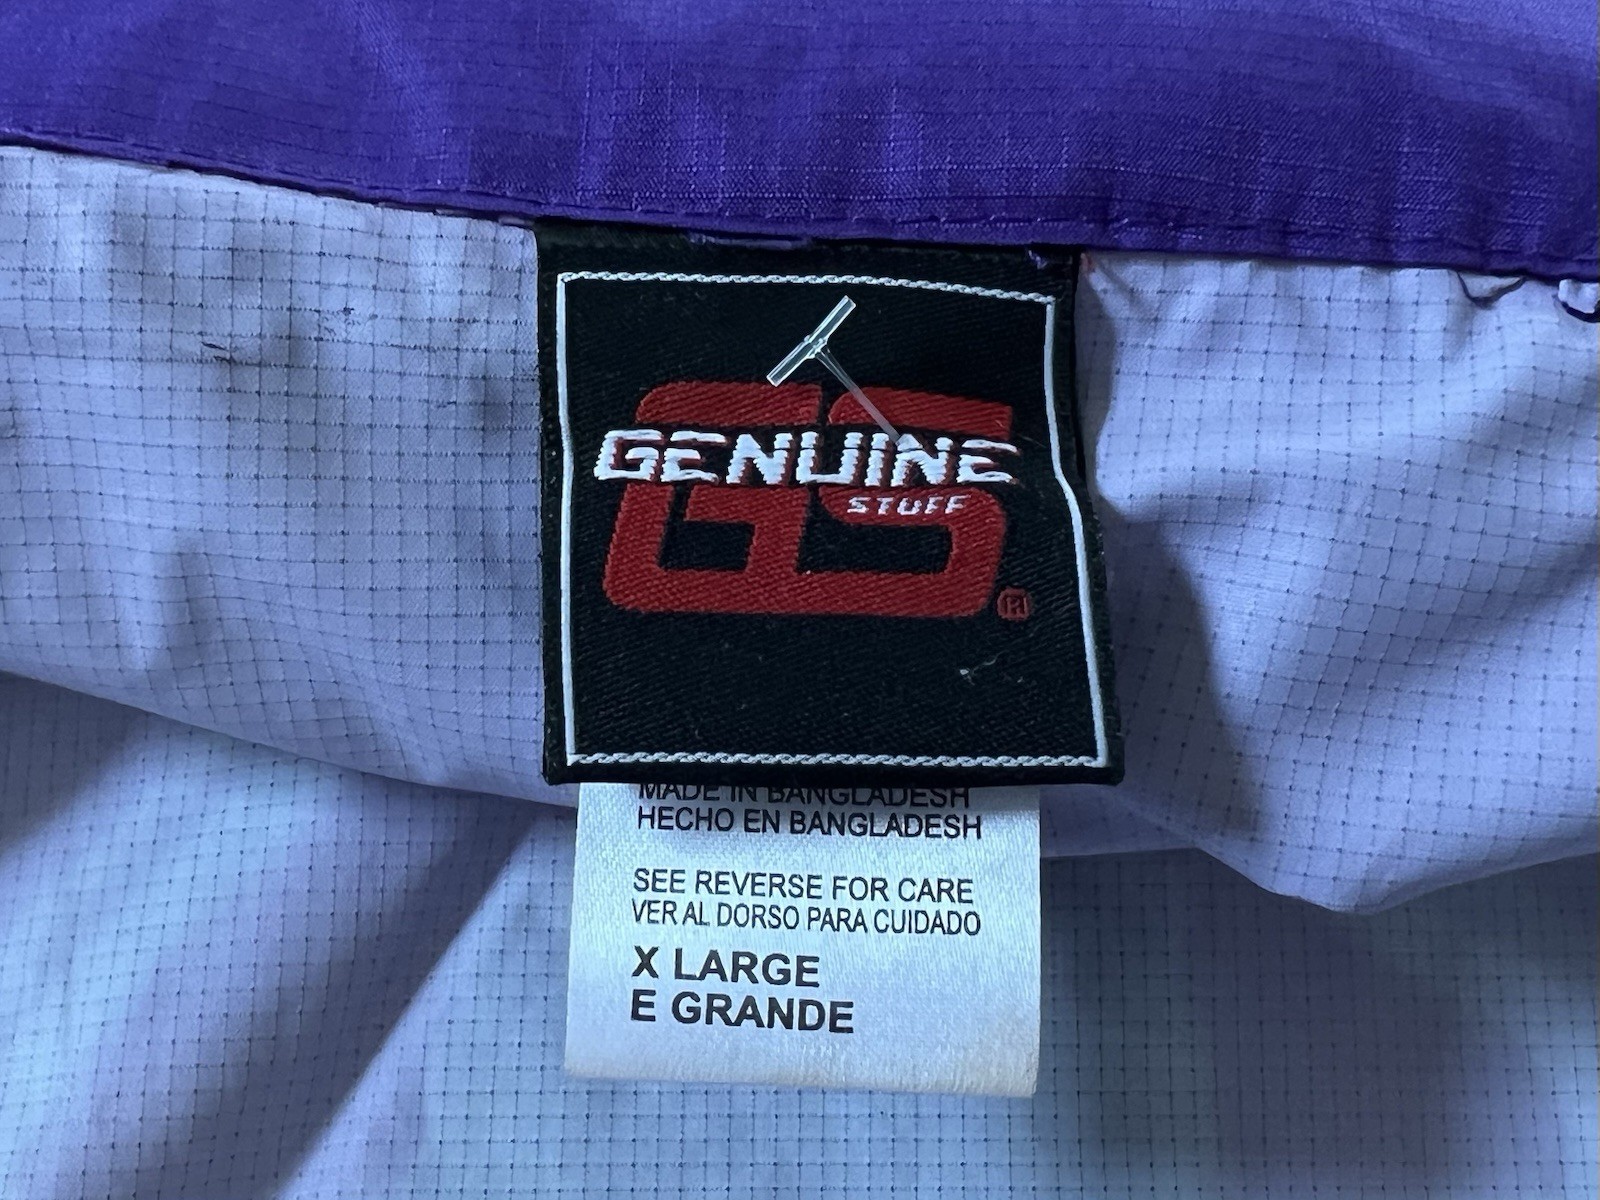 GS
GENUINE
STUFF
®
MADE IN BANGLADESH
HECHO EN BANGLADESH
SEE REVERSE FOR CARE
VER AL DORSO PARA CUIDADO
X LARGE
E GRANDE